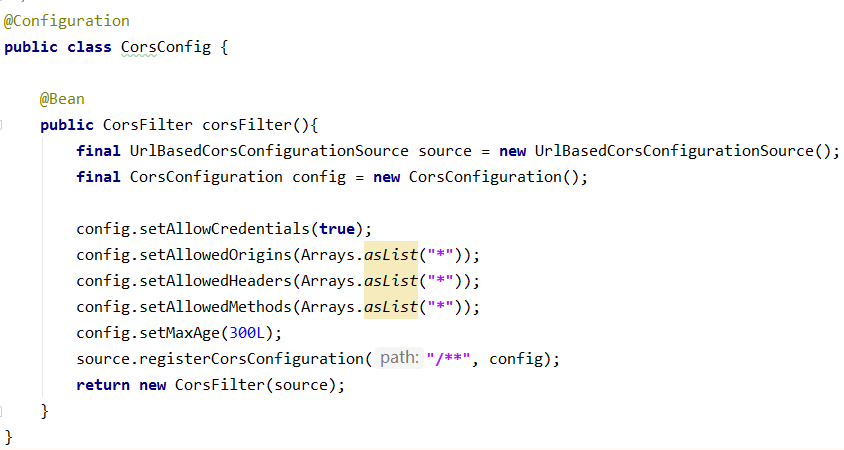 @Configuration
public class CorsConfig {
@Bean
public CorsFilter corsFilter(){
final UrlBasedCorsConfigurationSource source = new UrlBasedCorsConfigurationSource();
final CorsConfiguration config = new CorsConfiguration();
config.setAllowCredentials(true);
config.setAllowedOrigins(Arrays.asList("*"));
config.setAllowedHeaders(Arrays.asList("*"));
config.setAllowedMethods(Arrays.asList("*"));
config.setMaxAge(300L);
source.registerCorsConfiguration( path: "/**", config);
return new CorsFilter(source);
}
}